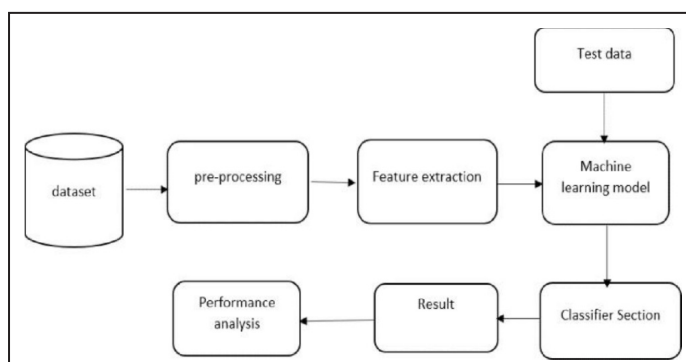 Test data
dataset
pre-processing
Feature extraction
Machine
learning model
Performance
analysis
Result
Classifier Section